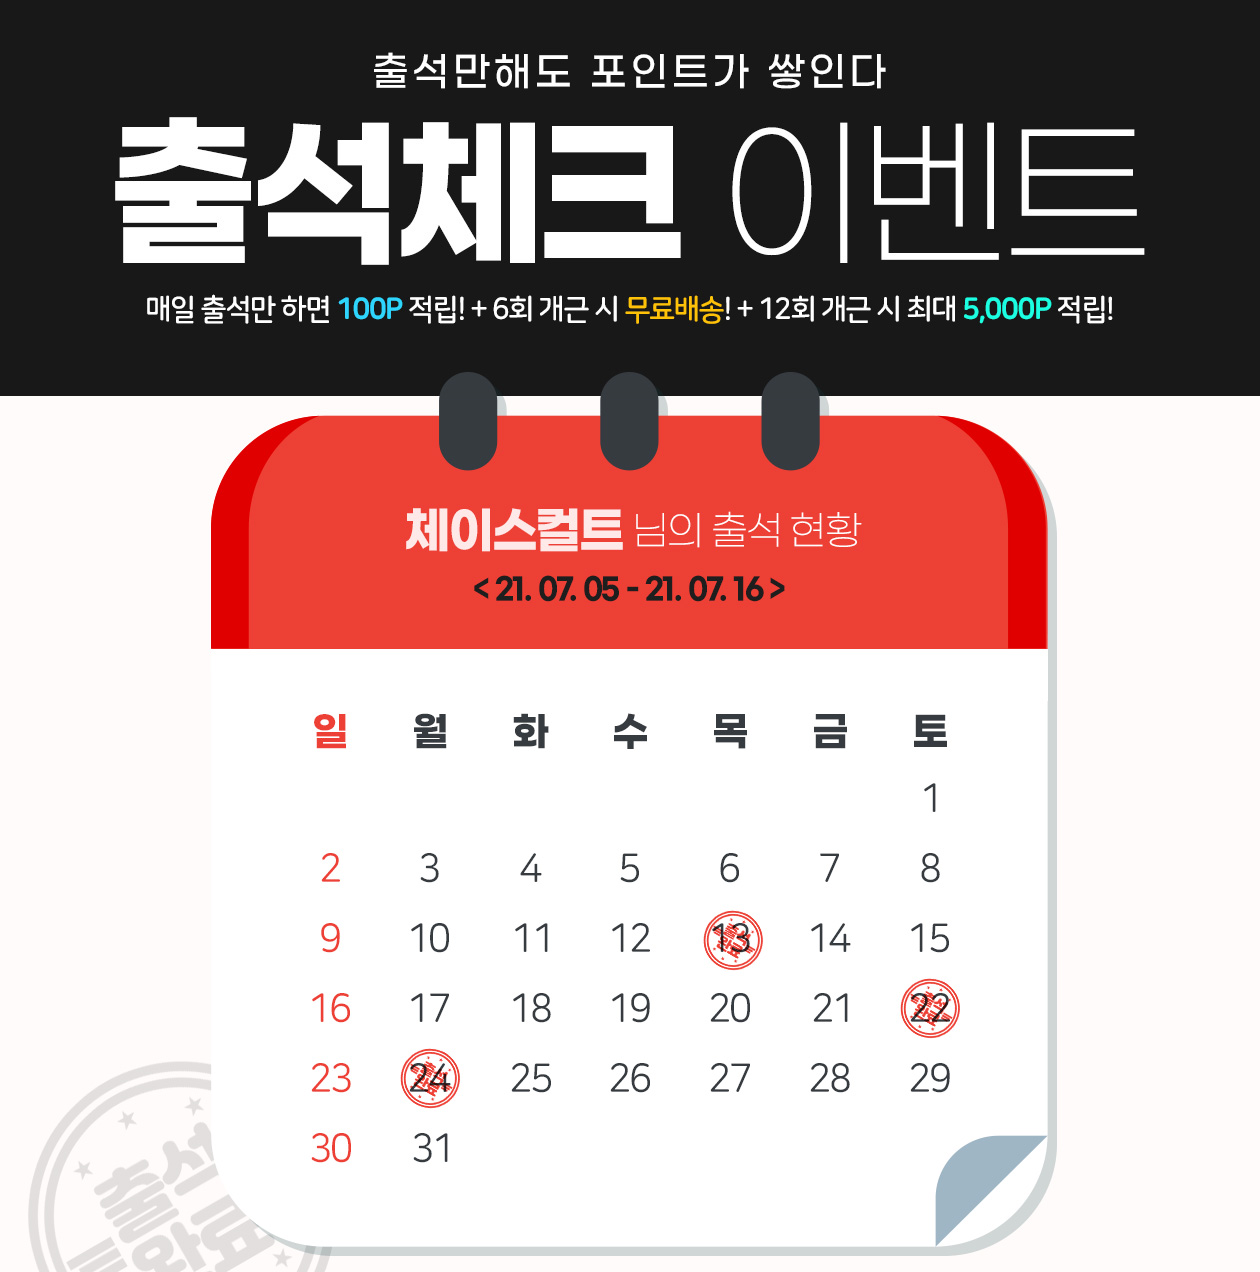 출석만해도 포인트가 쌓인다
출석체크 이벤트
매일 출석만 하면 100P 적립! + 6회 개근 시 무료배송! + 12회 개근 시 최대 5,000P 적립!
체이스컬트 님의 출석 현황
< 21. 07. 05 - 21. 07. 16 >
일 월 화 수 목 금 토
1
2 3 4 5 6 7 8
9 10 11 12 13 14 15
16 17 18 19 20 21 22
23 24 25 26 27 28 29
30 31
출석
완료